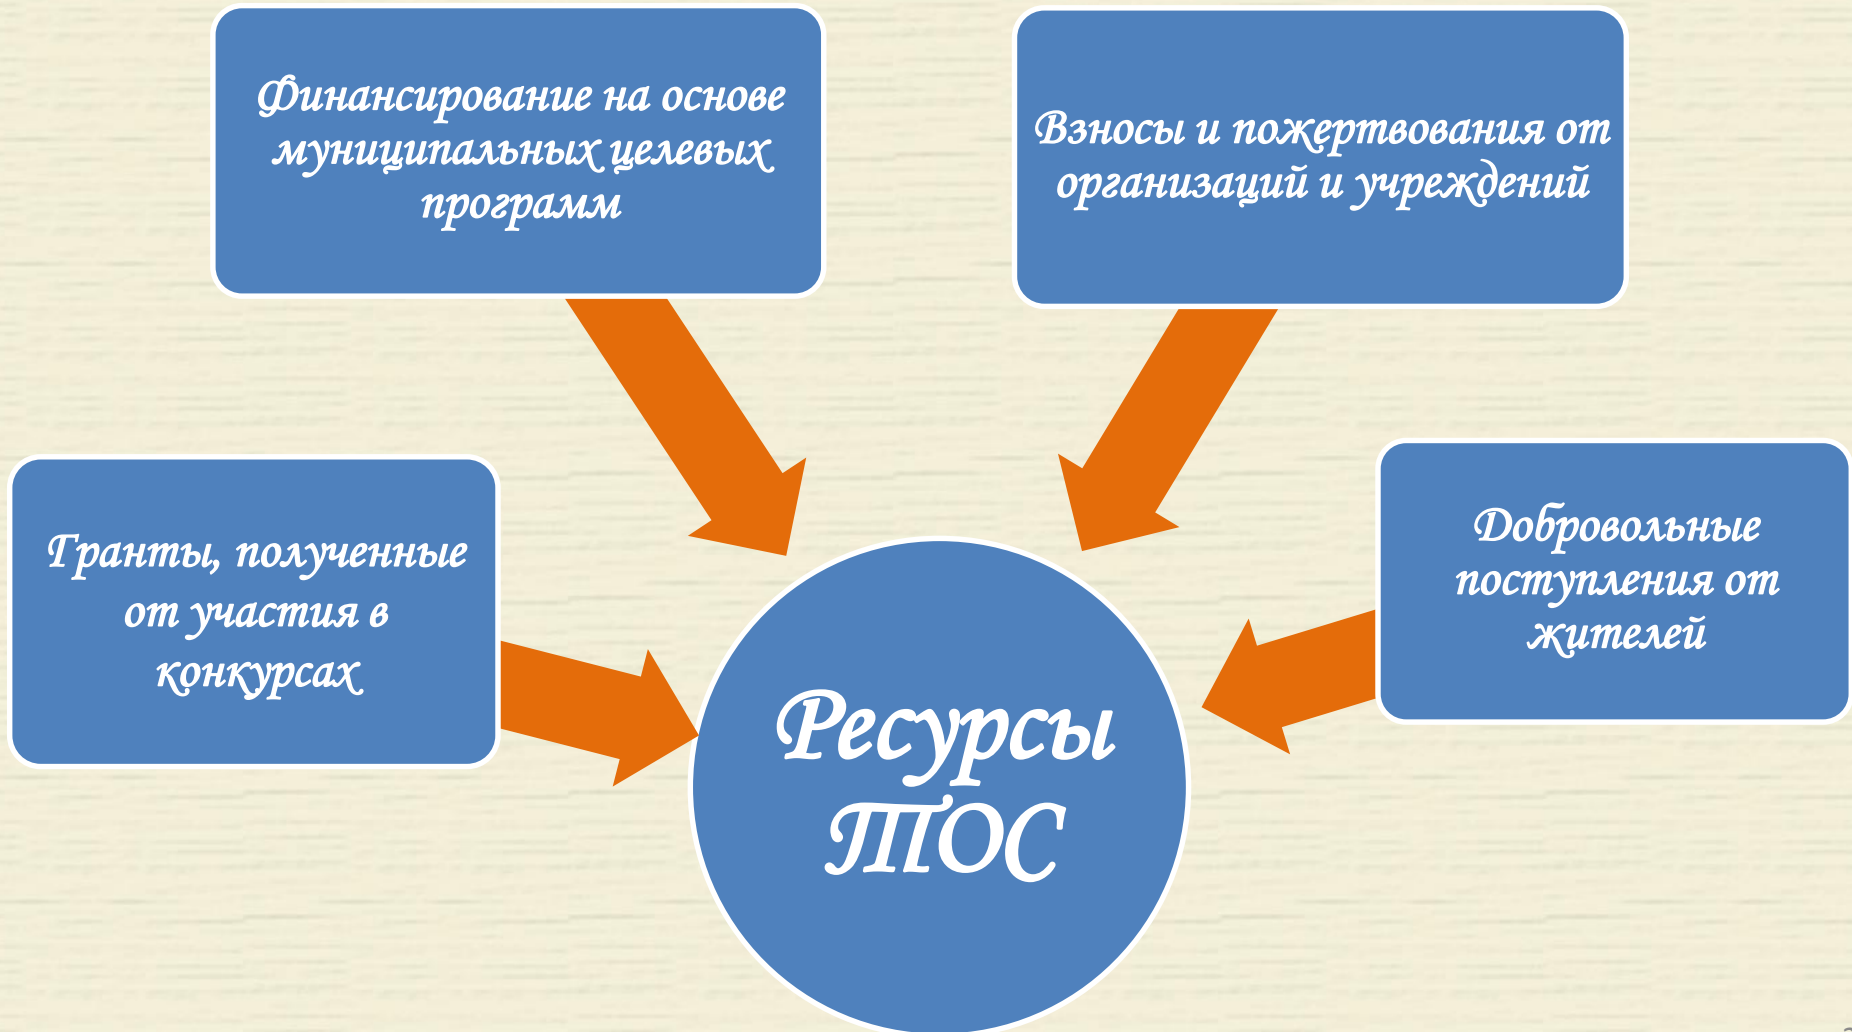 Финансирование на основе
муниципальных целевых
программ
Взносы и пожертвования от
организаций и учреждений
Гранты, полученные
от участия в
конкурсах
Добровольные
поступления от
жителей
Ресурсы
ТОС